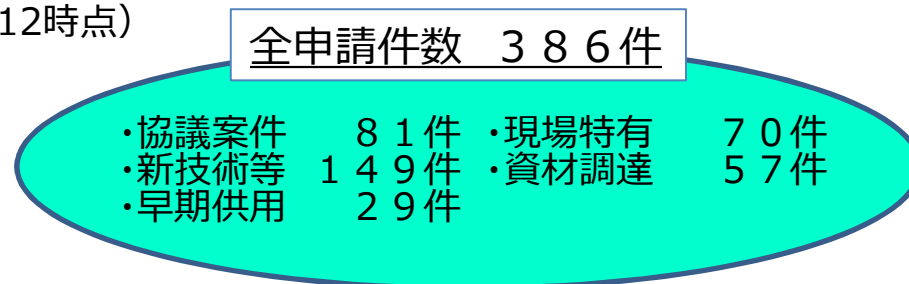 12時点）
全申請件数　３８６件
・協議案件　　８１件 ・現場特有　　７０件
・新技術等　１４９件 ・資材調達　　５７件
・早期供用　　２９件